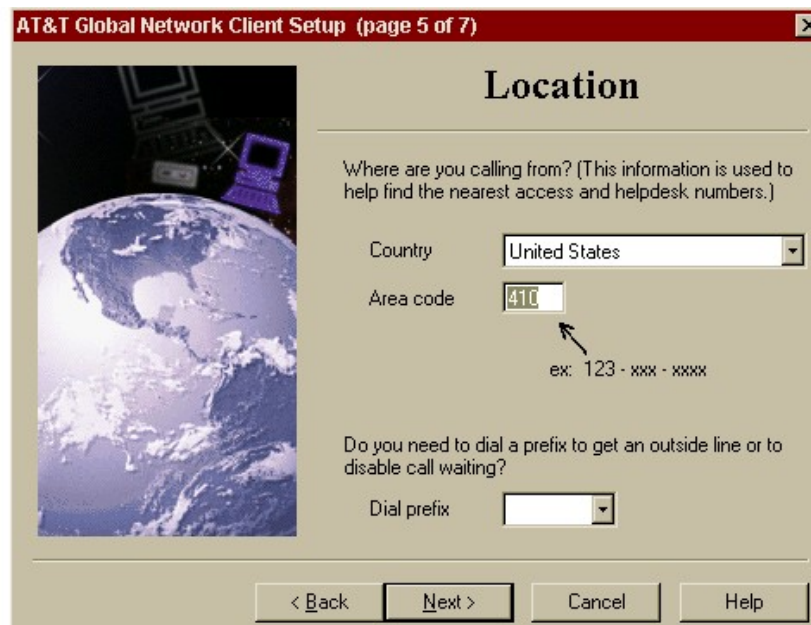 AT&T Global Network Client Setup (page 5 of 7)
Location
Where are you calling from? (This information is used to
help find the nearest access and helpdesk numbers.)
Country United States
Area code 410
ex: 123 - xxx - xxxx
Do you need to dial a prefix to get an outside line or to
disable call waiting?
Dial prefix
< Back Next > Cancel Help